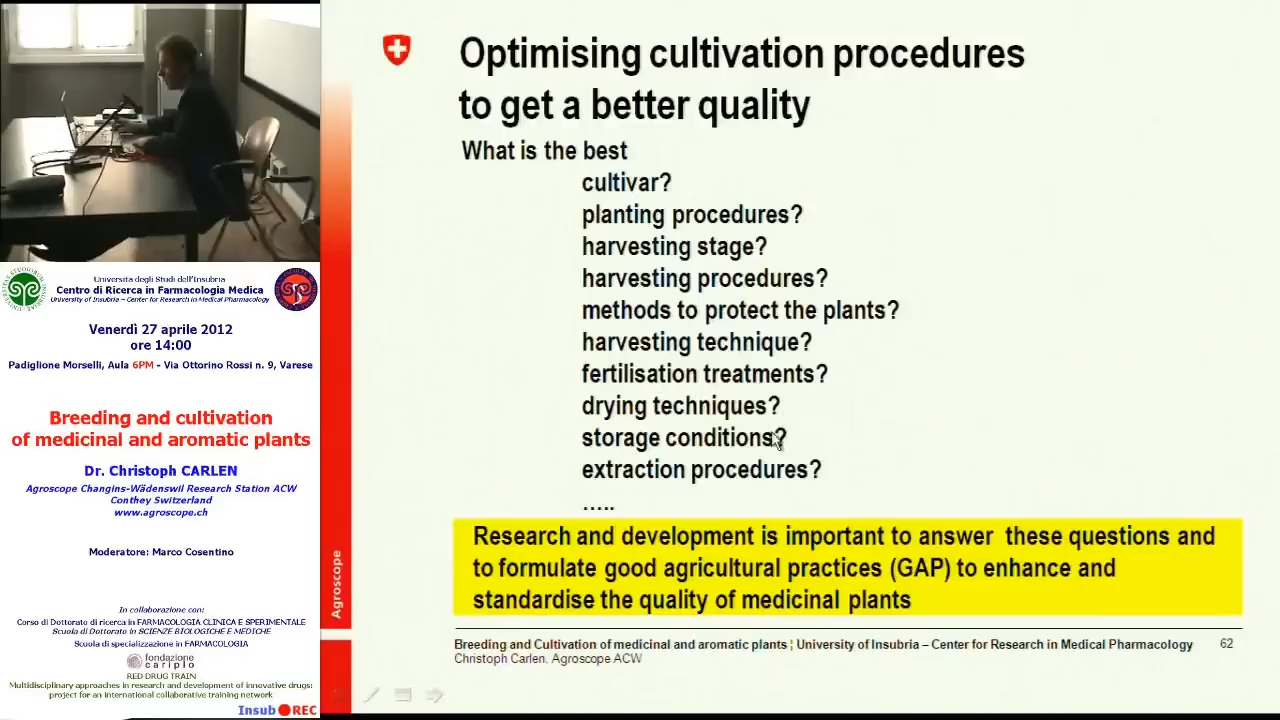 Optimising cultivation procedures
to get a better quality
What is the best
cultivar?
planting procedures?
harvesting stage?
harvesting procedures?
methods to protect the plants?
harvesting technique?
fertilisation treatments?
drying techniques?
storage conditions?
extraction procedures?
.....
Research and development is important to answer these questions and
to formulate good agricultural practices (GAP) to enhance and
standardise the quality of medicinal plants
Breeding and Cultivation of medicinal and aromatic plants ¦ University of Insubria – Center for Research in Medical Pharmacology
Christoph Carlen, Agroscope ACW
62
Agroscope
Università degli Studi dell'Insubria
Centro di Ricerca in Farmacologia Medica
University of Insubria – Center for Research in Medical Pharmacology
Venerdì 27 aprile 2012
ore 14:00
Padiglione Morselli, Aula 6PM - Via Ottorino Rossi n. 9, Varese
Breeding and cultivation
of medicinal and aromatic plants
Dr. Christoph CARLEN
Agroscope Changins-Wädenswil Research Station ACW
Conthey Switzerland
www.agroscope.ch
Moderatore: Marco Cosentino
In collaborazione con:
Corso di Dottorato di ricerca in FARMACOLOGIA CLINICA E SPERIMENTALE
Scuola di Dottorato in SCIENZE BIOLOGICHE E MEDICHE
Scuola di specializzazione in FARMACOLOGIA
fondazione
cariplo
RED DRUG TRAIN
Multidisciplinary approaches in research and development of innovative drugs:
project for an international collaborative training network
Insub REC